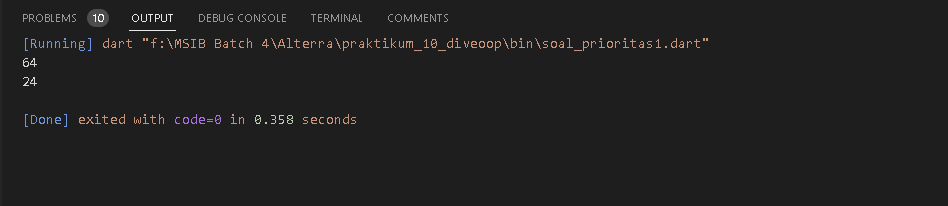 PROBLEMS 10 OUTPUT DEBUG CONSOLE TERMINAL COMMENTS
[Running] dart "f:\MSIB Batch 4\Alterra\praktikum_10_diveoop\bin\soal_prioritas1.dart"
64
24
[Done] exited with code=0 in 0.358 seconds